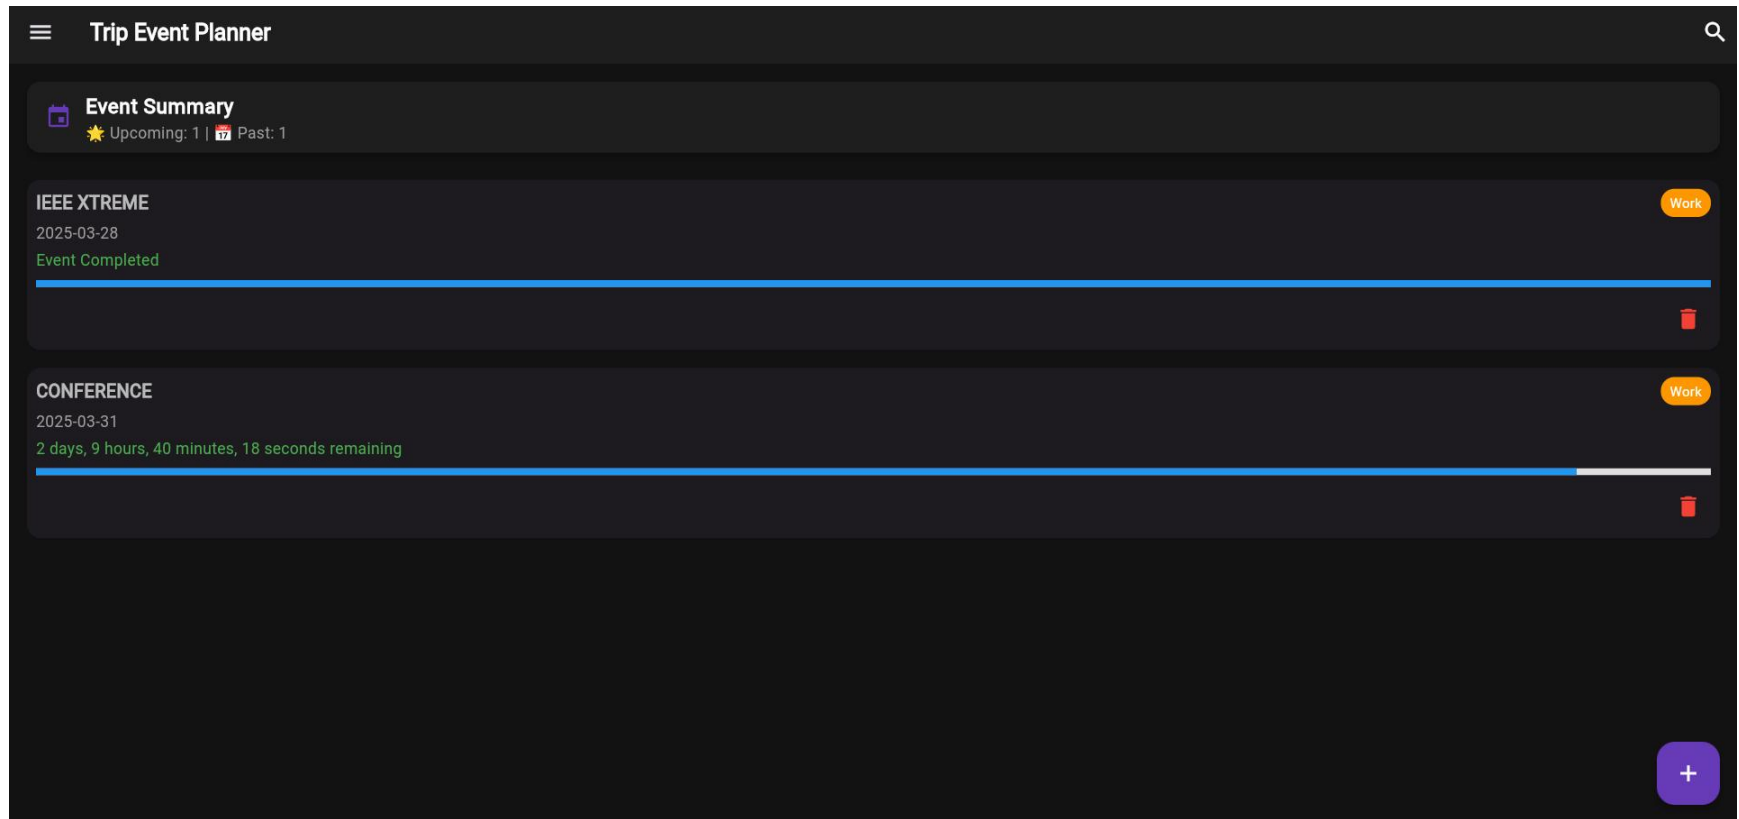 Trip Event Planner
Event Summary
🌟 Upcoming: 1 | 📅 Past: 1
IEEE XTREME
Work
2025-03-28
Event Completed
CONFERENCE
Work
2025-03-31
2 days, 9 hours, 40 minutes, 18 seconds remaining
+